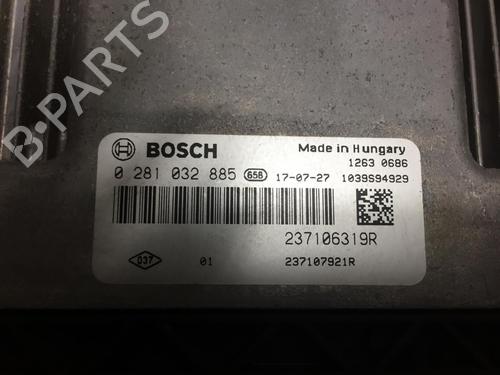 BOSCH Made in Hungary
1263 0686
0 281 032 885 658 17-07-27 1039S94929
237106319R
037 01 237107921R
B-PARTS